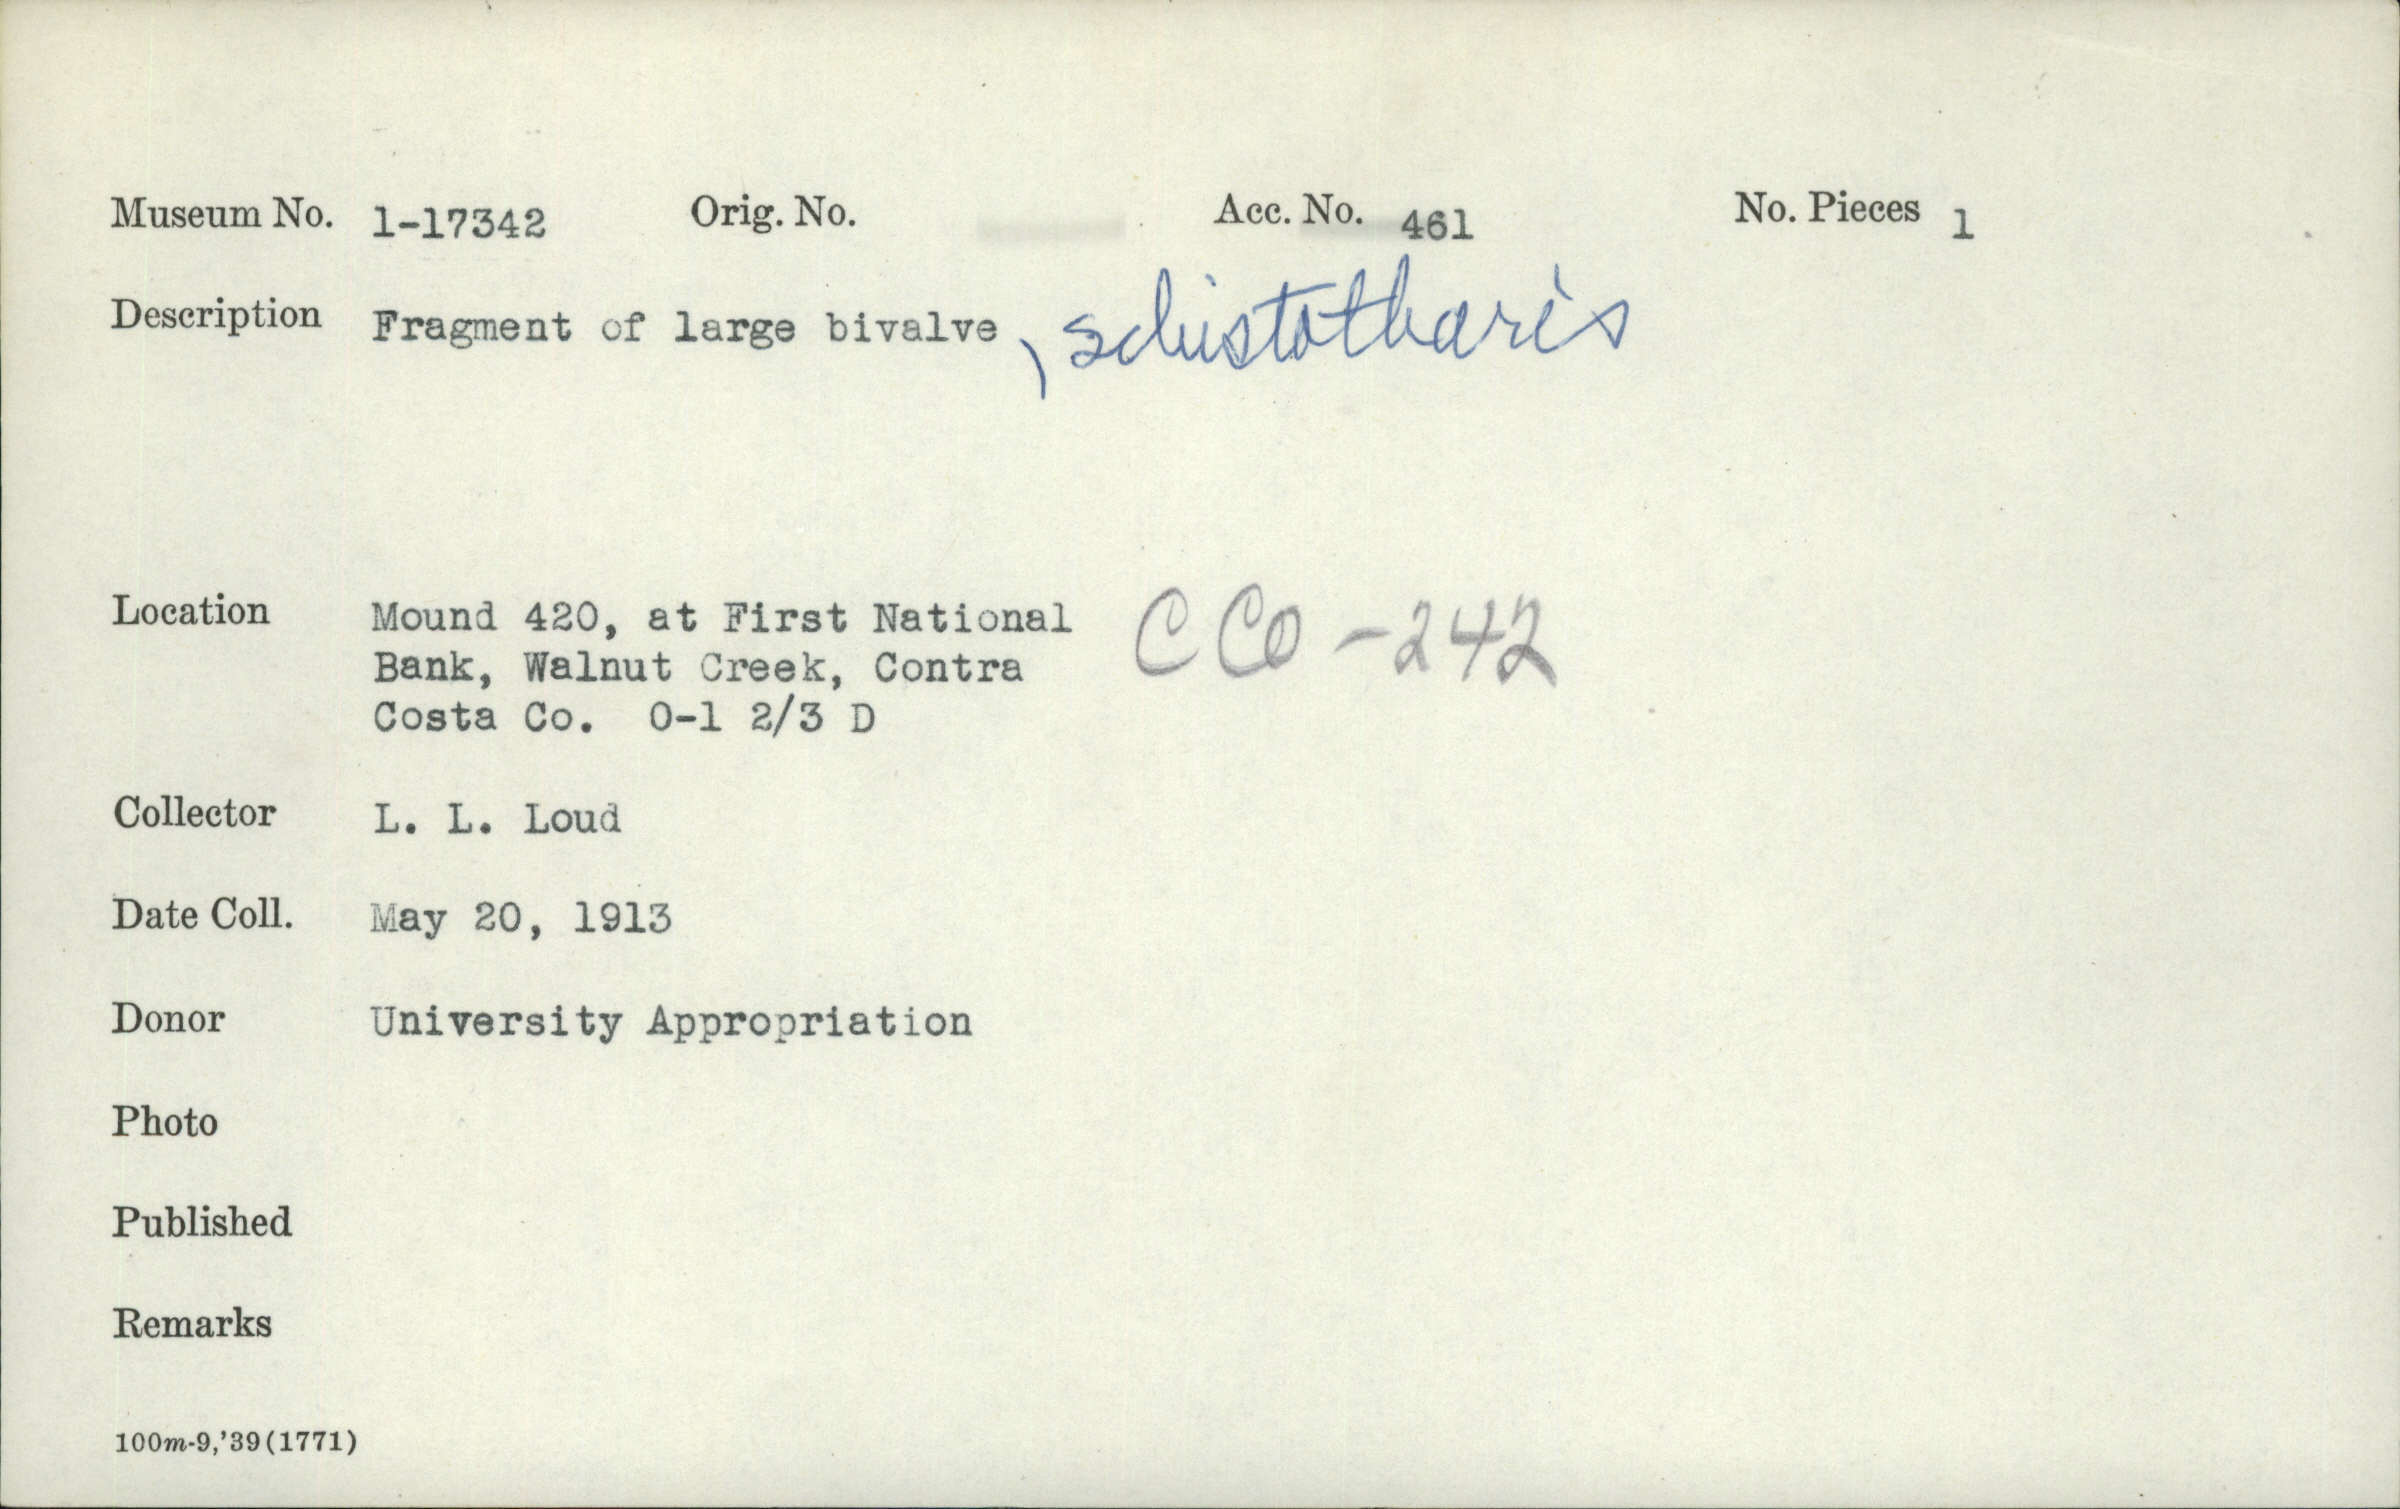 Museum No. 1-17342 Orig. No. Acc. No. 461 No. Pieces 1
Description Fragment of large bivalve, schistotharis
Location Mound 420, at First National CCo-242
Bank, Walnut Creek, Contra
Costa Co. 0-1 2/3 D
Collector L. L. Loud
Date Coll. May 20, 1913
Donor University Appropriation
Photo
Published
Remarks
100m-9,'39(1771)